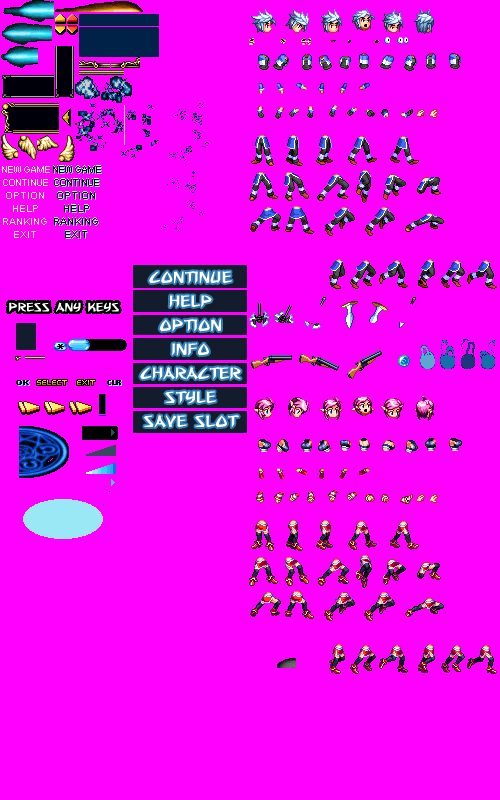 NEW GAME NEW GAME
CONTINUE CONTINUE
OPTION OPTION
HELP HELP
RANKING RANKING
EXIT EXIT
CONTINUE
HELP
PRESS ANY KEYS
OPTION
INFO
CHARACTER
OK SELECT EXIT CLR
STYLE
SAVE SLOT